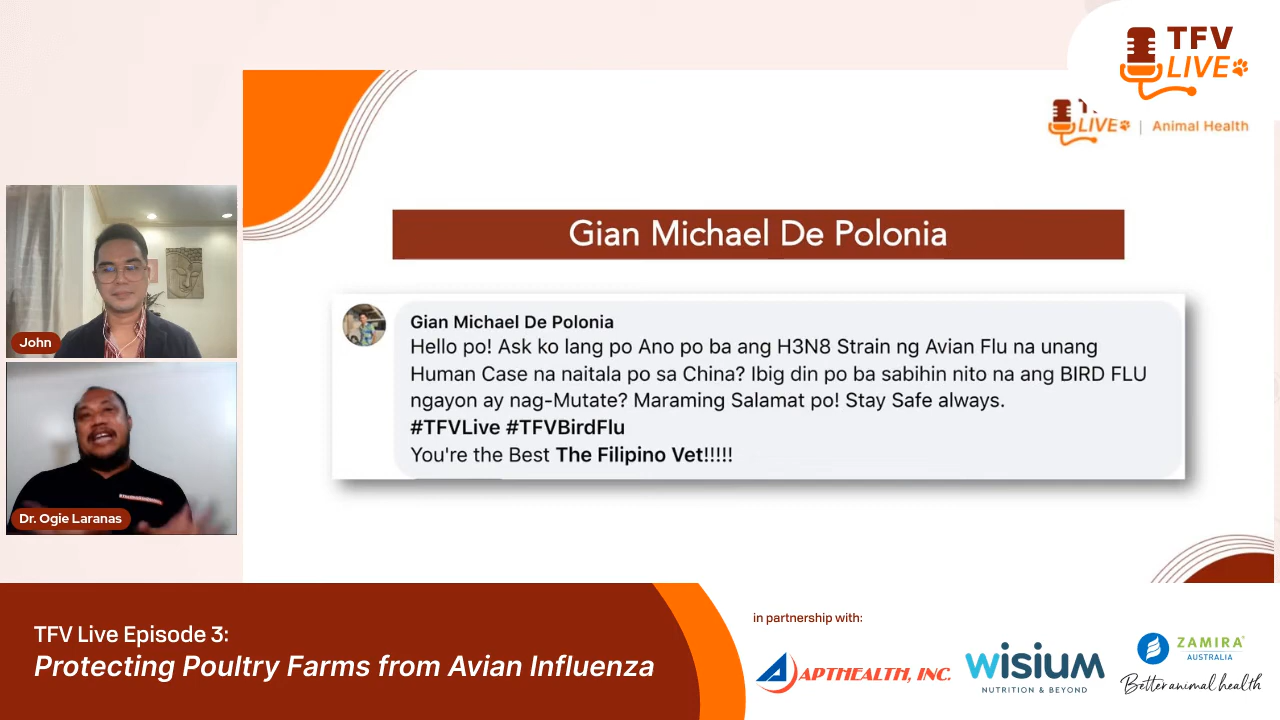 TFV
LIVE
LIVE | Animal Health
Gian Michael De Polonia
Gian Michael De Polonia
Hello po! Ask ko lang po Ano po ba ang H3N8 Strain ng Avian Flu na unang
Human Case na naitala po sa China? Ibig din po ba sabihin nito na ang BIRD FLU
ngayon ay nag-Mutate? Maraming Salamat po! Stay Safe always.
#TFVLive #TFVBirdFlu
You're the Best The Filipino Vet!!!!!
John
Dr. Ogie Laranas
TFV Live Episode 3:
Protecting Poultry Farms from Avian Influenza
in partnership with:
APTHEALTH, INC.
WISIUM
NUTRITION & BEYOND
ZAMIRA
AUSTRALIA
Better animal health